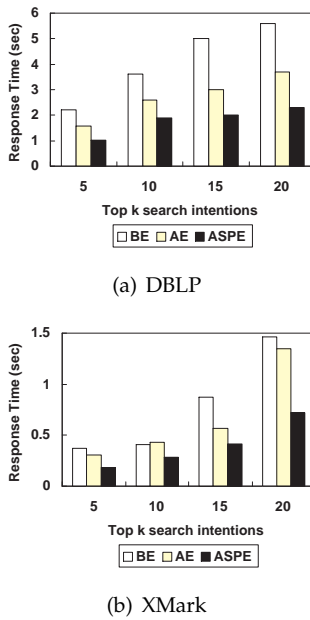 6
5
4
3
2
1
0
Response Time (sec)
5 10 15 20
Top k search intentions
BE AE ASPE
(a) DBLP
1.5
1
0.5
0
Response Time (sec)
5 10 15 20
Top k search intentions
BE AE ASPE
(b) XMark